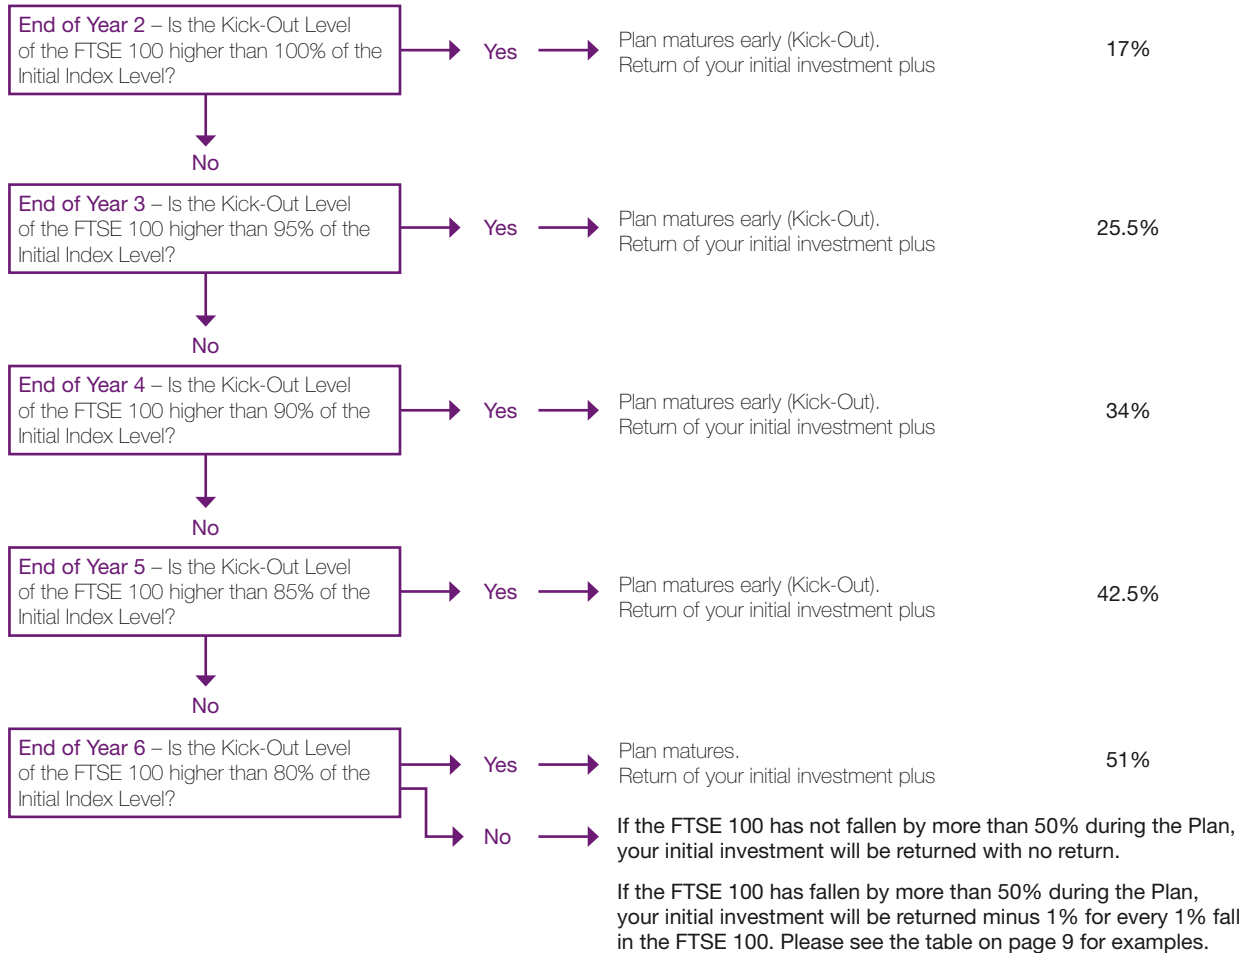 End of Year 2 – Is the Kick-Out Level
of the FTSE 100 higher than 100% of the
Initial Index Level?
Yes
Plan matures early (Kick-Out).
Return of your initial investment plus
17%
No
End of Year 3 – Is the Kick-Out Level
of the FTSE 100 higher than 95% of the
Initial Index Level?
Yes
Plan matures early (Kick-Out).
Return of your initial investment plus
25.5%
No
End of Year 4 – Is the Kick-Out Level
of the FTSE 100 higher than 90% of the
Initial Index Level?
Yes
Plan matures early (Kick-Out).
Return of your initial investment plus
34%
No
End of Year 5 – Is the Kick-Out Level
of the FTSE 100 higher than 85% of the
Initial Index Level?
Yes
Plan matures early (Kick-Out).
Return of your initial investment plus
42.5%
No
End of Year 6 – Is the Kick-Out Level
of the FTSE 100 higher than 80% of the
Initial Index Level?
Yes
Plan matures.
Return of your initial investment plus
51%
No
If the FTSE 100 has not fallen by more than 50% during the Plan,
your initial investment will be returned with no return.
If the FTSE 100 has fallen by more than 50% during the Plan,
your initial investment will be returned minus 1% for every 1% fall
in the FTSE 100. Please see the table on page 9 for examples.